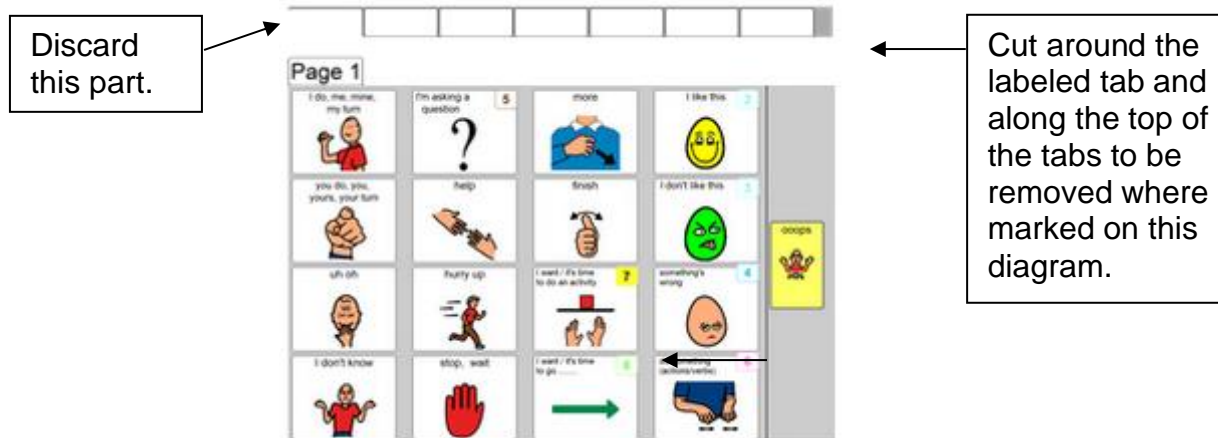 Discard
this part.
Cut around the
labeled tab and
along the top of
the tabs to be
removed where
marked on this
diagram.
Page 1
I do, me, mine,
my turn
I'm asking a
question
5
more
I like this
2
you do, you,
yours, your turn
help
finish
I don't like this
3
ooops
uh oh
hurry up
I want / it's time
to do an activity
7
something's
wrong
4
I don't know
stop, wait
I want / it's time
to go ......
something
(actions/verbs)
6